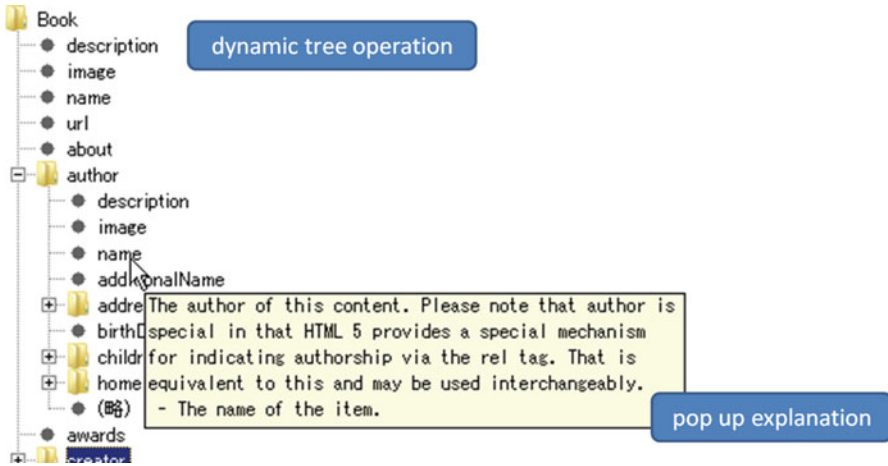 Book
description
dynamic tree operation
image
name
url
about
author
description
image
name
additionalName
addre
The author of this content. Please note that author is
birthD
special in that HTML 5 provides a special mechanism
childr
for indicating authorship via the rel tag. That is
home
equivalent to this and may be used interchangeably.
(略)
- The name of the item.
pop up explanation
awards
creator